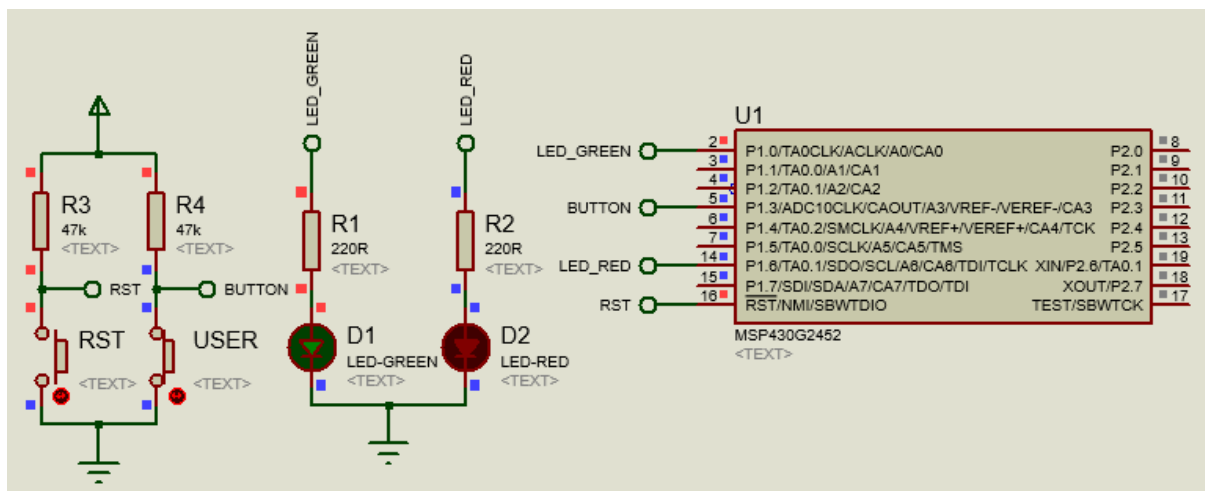 LED_GREEN
LED_RED
R3
47k
<TEXT>
R4
47k
<TEXT>
RST
BUTTON
RST
<TEXT>
USER
<TEXT>
R1
220R
<TEXT>
R2
220R
<TEXT>
D1
LED-GREEN
<TEXT>
D2
LED-RED
<TEXT>
U1
LED_GREEN 2 P1.0/TA0CLK/ACLK/A0/CA0 P2.0 8
3 P1.1/TA0.0/A1/CA1 P2.1 9
4 P1.2/TA0.1/A2/CA2 P2.2 10
BUTTON 5 P1.3/ADC10CLK/CAOUT/A3/VREF-/VEREF-/CA3 P2.3 11
6 P1.4/TA0.2/SMCLK/A4/VREF+/VEREF+/CA4/TCK P2.4 12
7 P1.5/TA0.0/SCLK/A5/CA5/TMS P2.5 13
LED_RED 14 P1.6/TA0.1/SDO/SCL/A6/CA6/TDI/TCLK XIN/P2.6/TA0.1 19
15 P1.7/SDI/SDA/A7/CA7/TDO/TDI XOUT/P2.7 18
RST 16 RST/NMI/SBWTDIO TEST/SBWTCK 17
MSP430G2452
<TEXT>